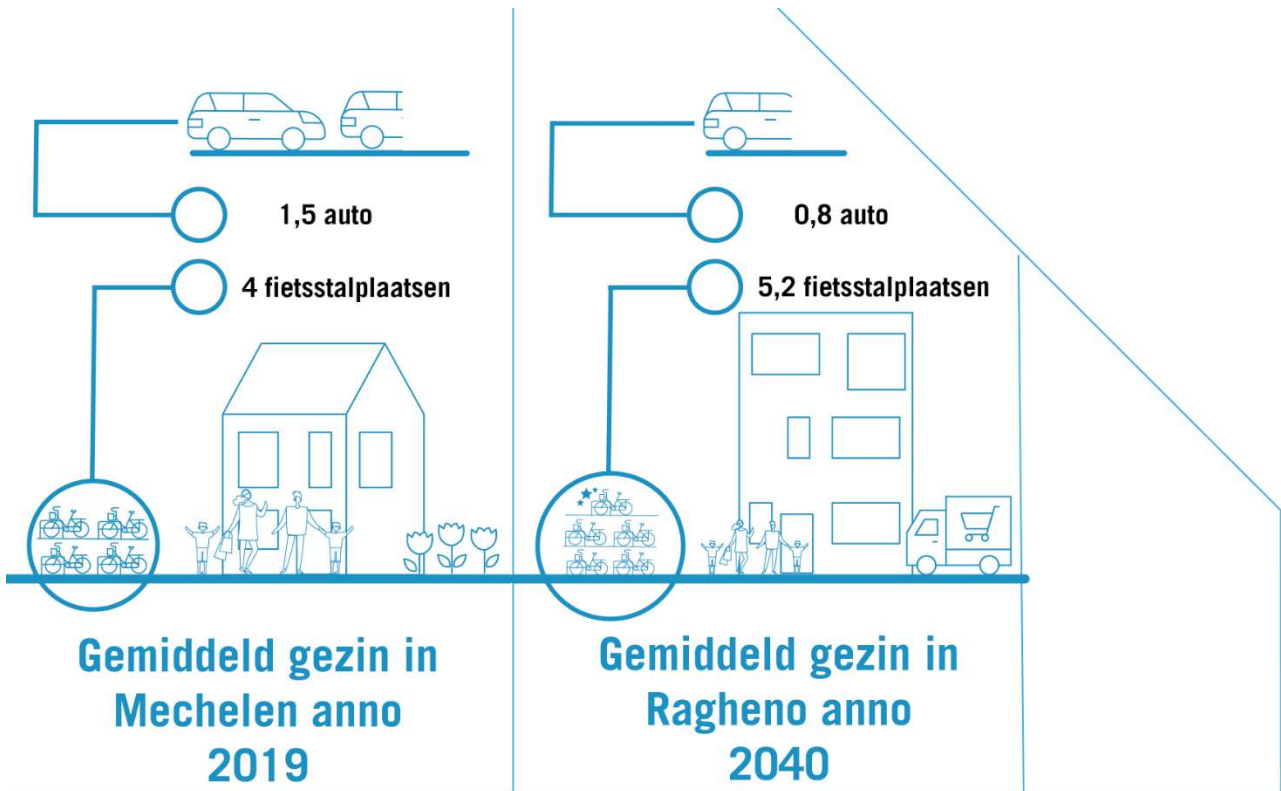 1,5 auto
4 fietsstalplaatsen
Gemiddeld gezin in
Mechelen anno
2019
0,8 auto
5,2 fietsstalplaatsen
Gemiddeld gezin in
Ragheno anno
2040